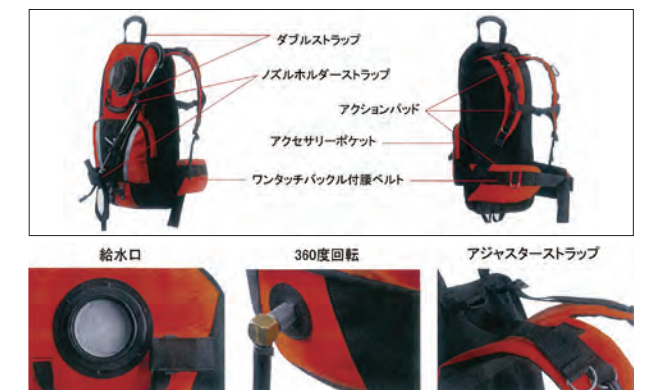 ダブルストラップ
ノズルホルダーストラップ
アクションパッド
アクセサリーポケット
ワンタッチバックル付腰ベルト
給水口
360度回転
アジャスターストラップ